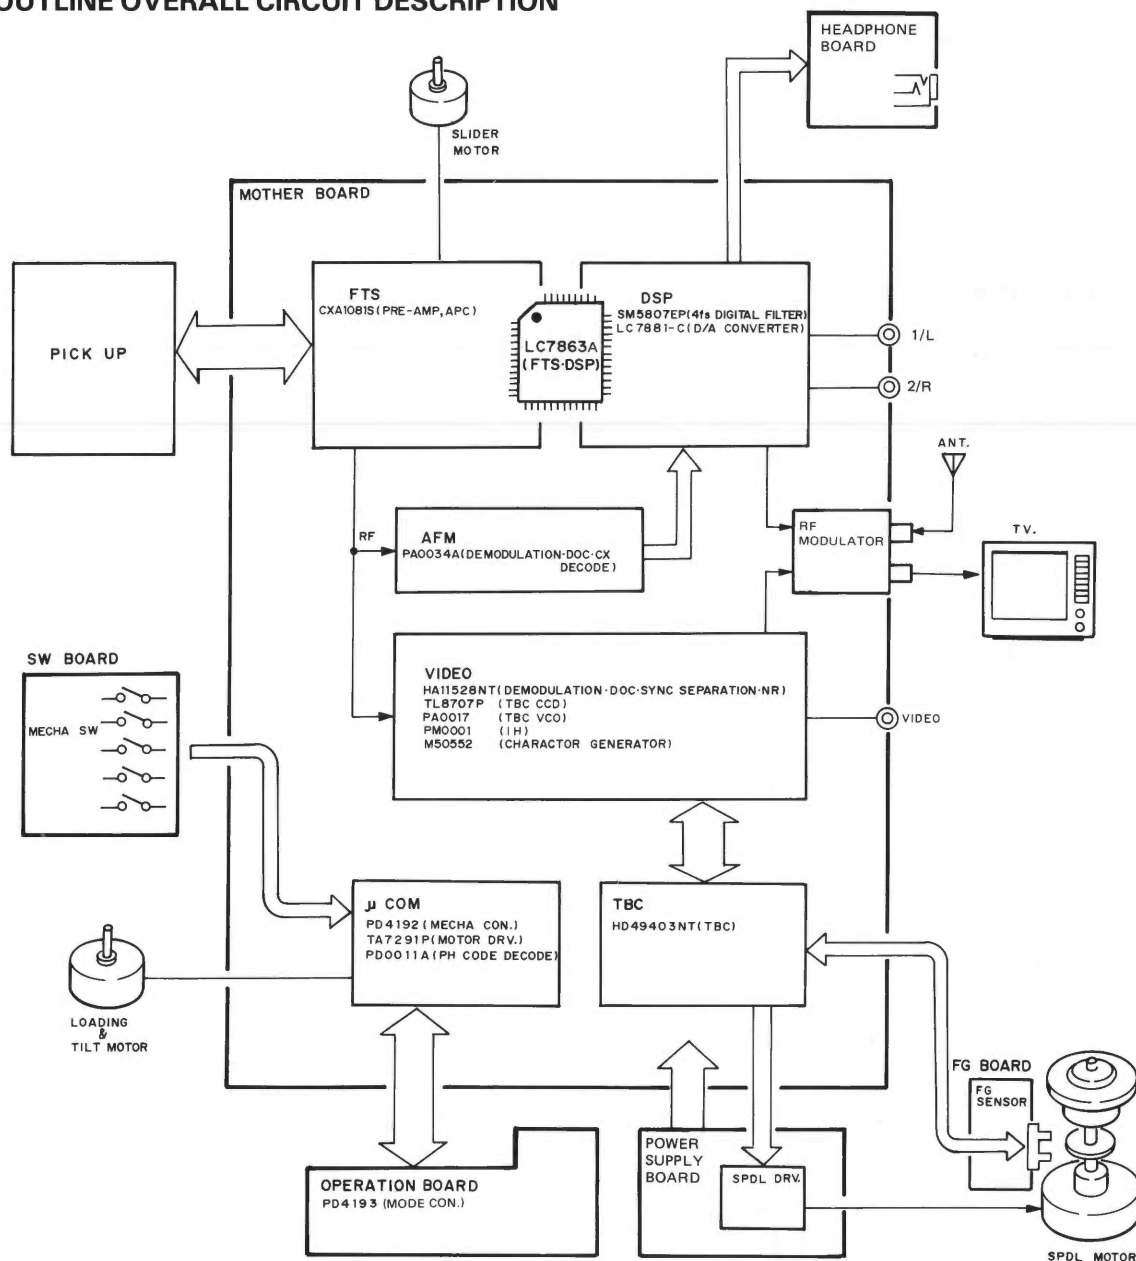 OUTLINE OVERALL CIRCUIT DESCRIPTION
HEADPHONE
BOARD
SLIDER
MOTOR
MOTHER BOARD
PICK UP
FTS
CXA1081S(PRE-AMP,APC)
LC7863A
(FTS·DSP)
DSP
SM5807EP(4fs DIGITAL FILTER)
LC7881-C(D/A CONVERTER)
1/L
2/R
ANT.
RF
AFM
PA0034A(DEMODULATION·DOC·CX
DECODE)
RF
MODULATOR
TV.
SW BOARD
MECHA SW
VIDEO
HA11528NT(DEMODULATION·DOC·SYNC SEPARATION·NR)
TL8707P (TBC CCD)
PA0017 (TBC VCO)
PM0001 (1H)
M50552 (CHARACTOR GENERATOR)
VIDEO
μ COM
PD4192(MECHA CON.)
TA7291P(MOTOR DRV.)
PD0011A(PH CODE DECODE)
TBC
HD49403NT(TBC)
LOADING
&
TILT MOTOR
FG BOARD
FG
SENSOR
OPERATION BOARD
PD4193 (MODE CON.)
POWER
SUPPLY
BOARD
SPDL DRV.
SPDL MOTOR